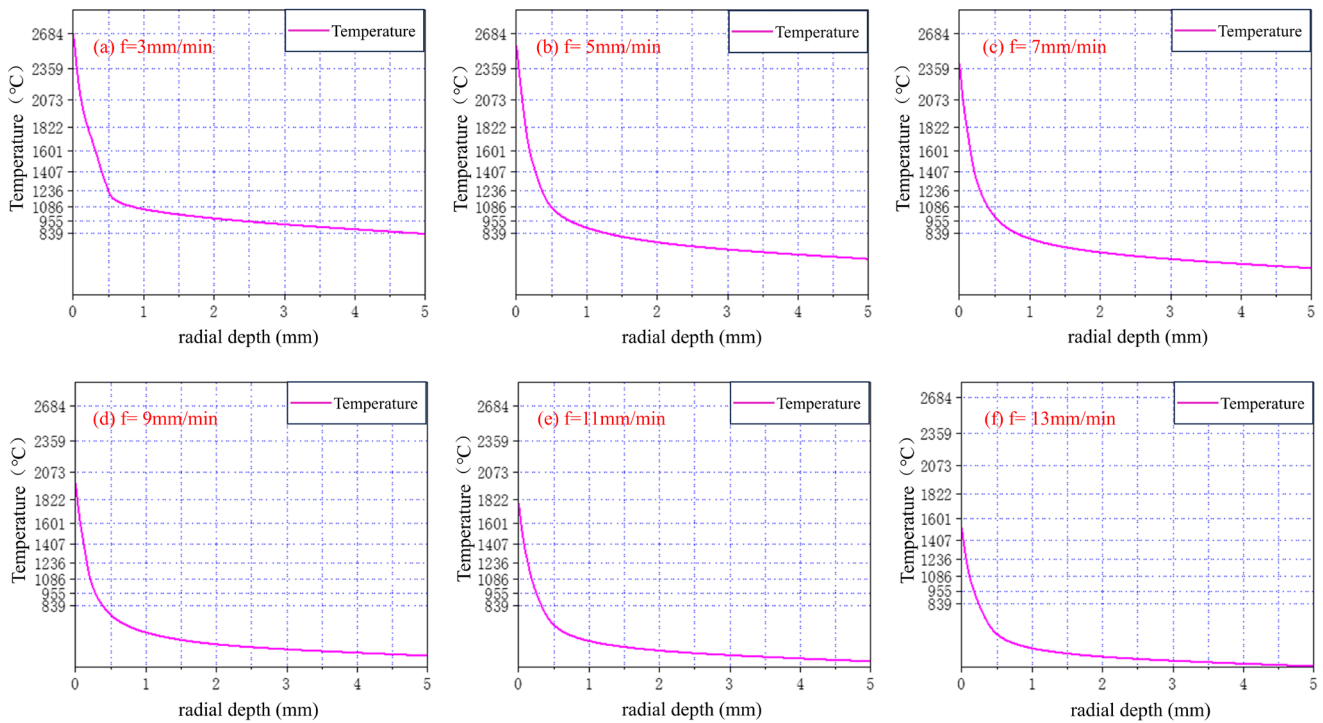 (a) f=3mm/min
Temperature
Temperature（℃）
2684
2359
2073
1822
1601
1407
1236
1086
955
839
0 1 2 3 4 5
radial depth (mm)
(b) f= 5mm/min
Temperature
Temperature（℃）
2684
2359
2073
1822
1601
1407
1236
1086
955
839
0 1 2 3 4 5
radial depth (mm)
(c) f= 7mm/min
Temperature
Temperature（℃）
2684
2359
2073
1822
1601
1407
1236
1086
955
839
0 1 2 3 4 5
radial depth (mm)
(d) f= 9mm/min
Temperature
Temperature（℃）
2684
2359
2073
1822
1601
1407
1236
1086
955
839
0 1 2 3 4 5
radial depth (mm)
(e) f=11mm/min
Temperature
Temperature（℃）
2684
2359
2073
1822
1601
1407
1236
1086
955
839
0 1 2 3 4 5
radial depth (mm)
(f) f= 13mm/min
Temperature
Temperature（℃）
2684
2359
2073
1822
1601
1407
1236
1086
955
839
0 1 2 3 4 5
radial depth (mm)